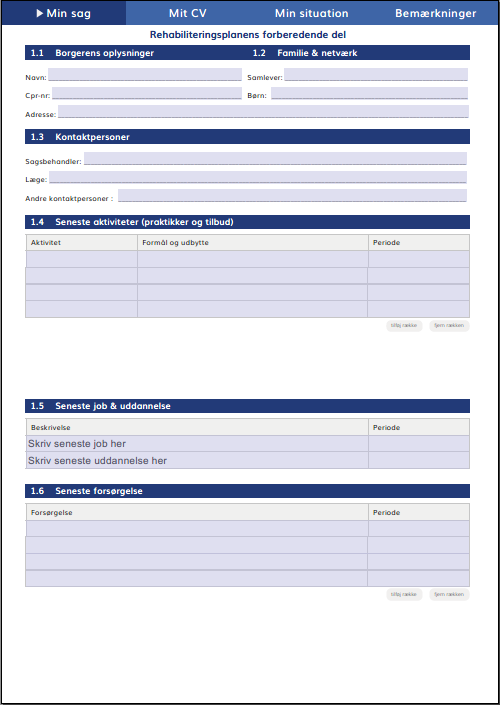 Min sag Mit CV Min situation Bemærkninger
Rehabiliteringsplanens forberedende del
1.1 Borgerens oplysninger 1.2 Familie & netværk
Navn: Samlever:
Cpr-nr: Børn:
Adresse:
1.3 Kontaktpersoner
Sagsbehandler:
Læge:
Andre kontaktpersoner :
1.4 Seneste aktiviteter (praktikker og tilbud)
Aktivitet Formål og udbytte Periode
tilføj række fjern rækken
1.5 Seneste job & uddannelse
Beskrivelse Periode
Skriv seneste job her
Skriv seneste uddannelse her
1.6 Seneste forsørgelse
Forsørgelse Periode
tilføj række fjern rækken